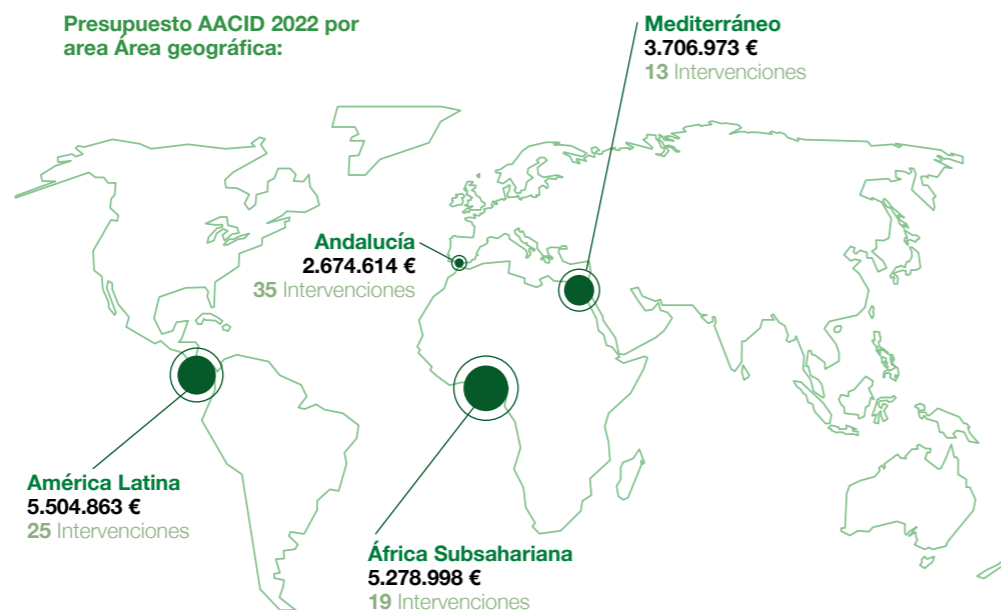 Presupuesto AACID 2022 por
area Área geográfica:
Mediterráneo
3.706.973 €
13 Intervenciones
Andalucía
2.674.614 €
35 Intervenciones
América Latina
5.504.863 €
25 Intervenciones
África Subsahariana
5.278.998 €
19 Intervenciones